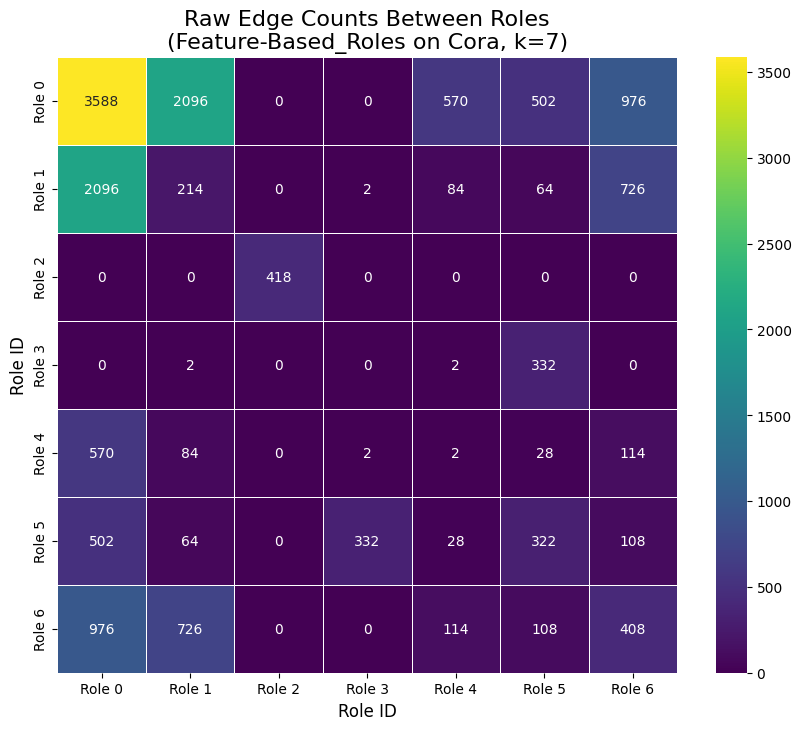 Raw Edge Counts Between Roles
(Feature-Based_Roles on Cora, k=7)
Role 0 3588 2096 0 0 570 502 976
Role 1 2096 214 0 2 84 64 726
Role 2 0 0 418 0 0 0 0
Role 3 0 2 0 0 2 332 0
Role 4 570 84 0 2 2 28 114
Role 5 502 64 0 332 28 322 108
Role 6 976 726 0 0 114 108 408
Role 0 Role 1 Role 2 Role 3 Role 4 Role 5 Role 6
Role ID
Role ID
3500
3000
2500
2000
1500
1000
500
0